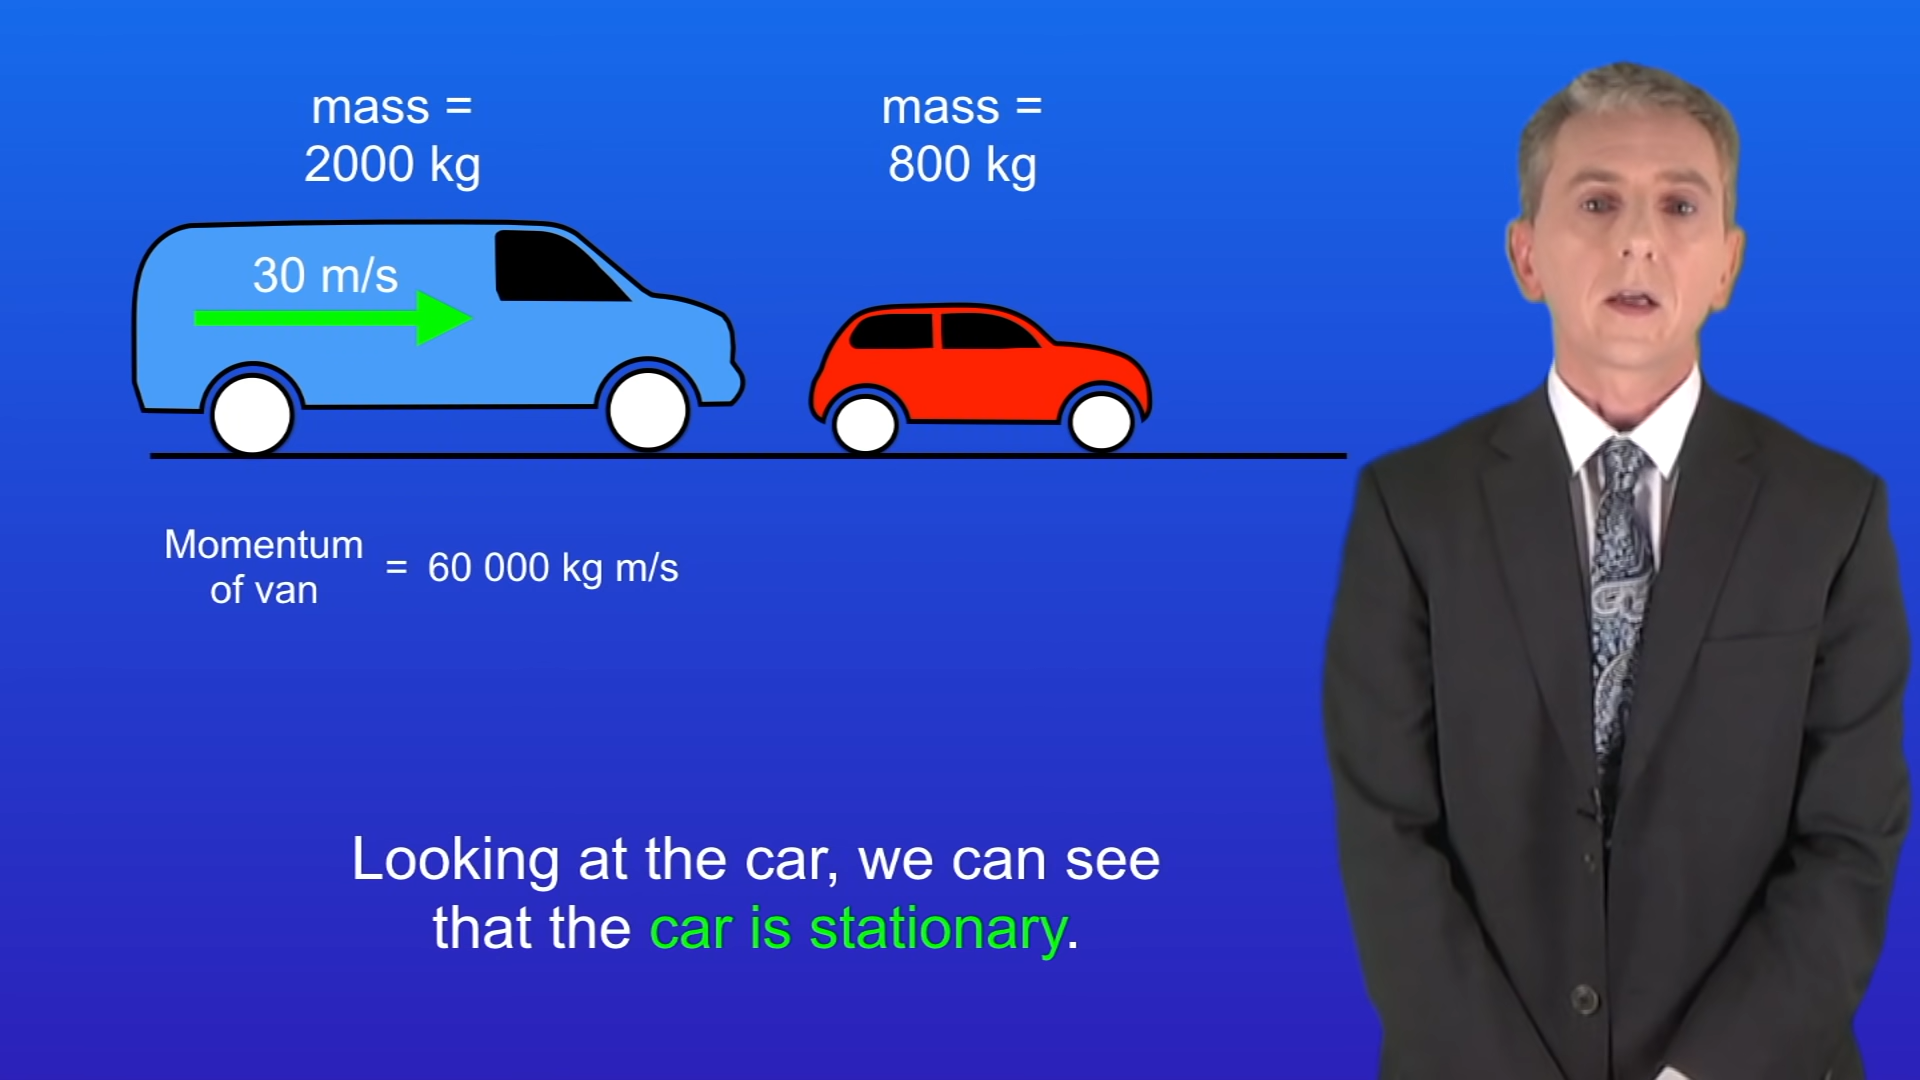 mass =
2000 kg
mass =
800 kg
30 m/s
Momentum
of van
= 60 000 kg m/s
Looking at the car, we can see
that the car is stationary.